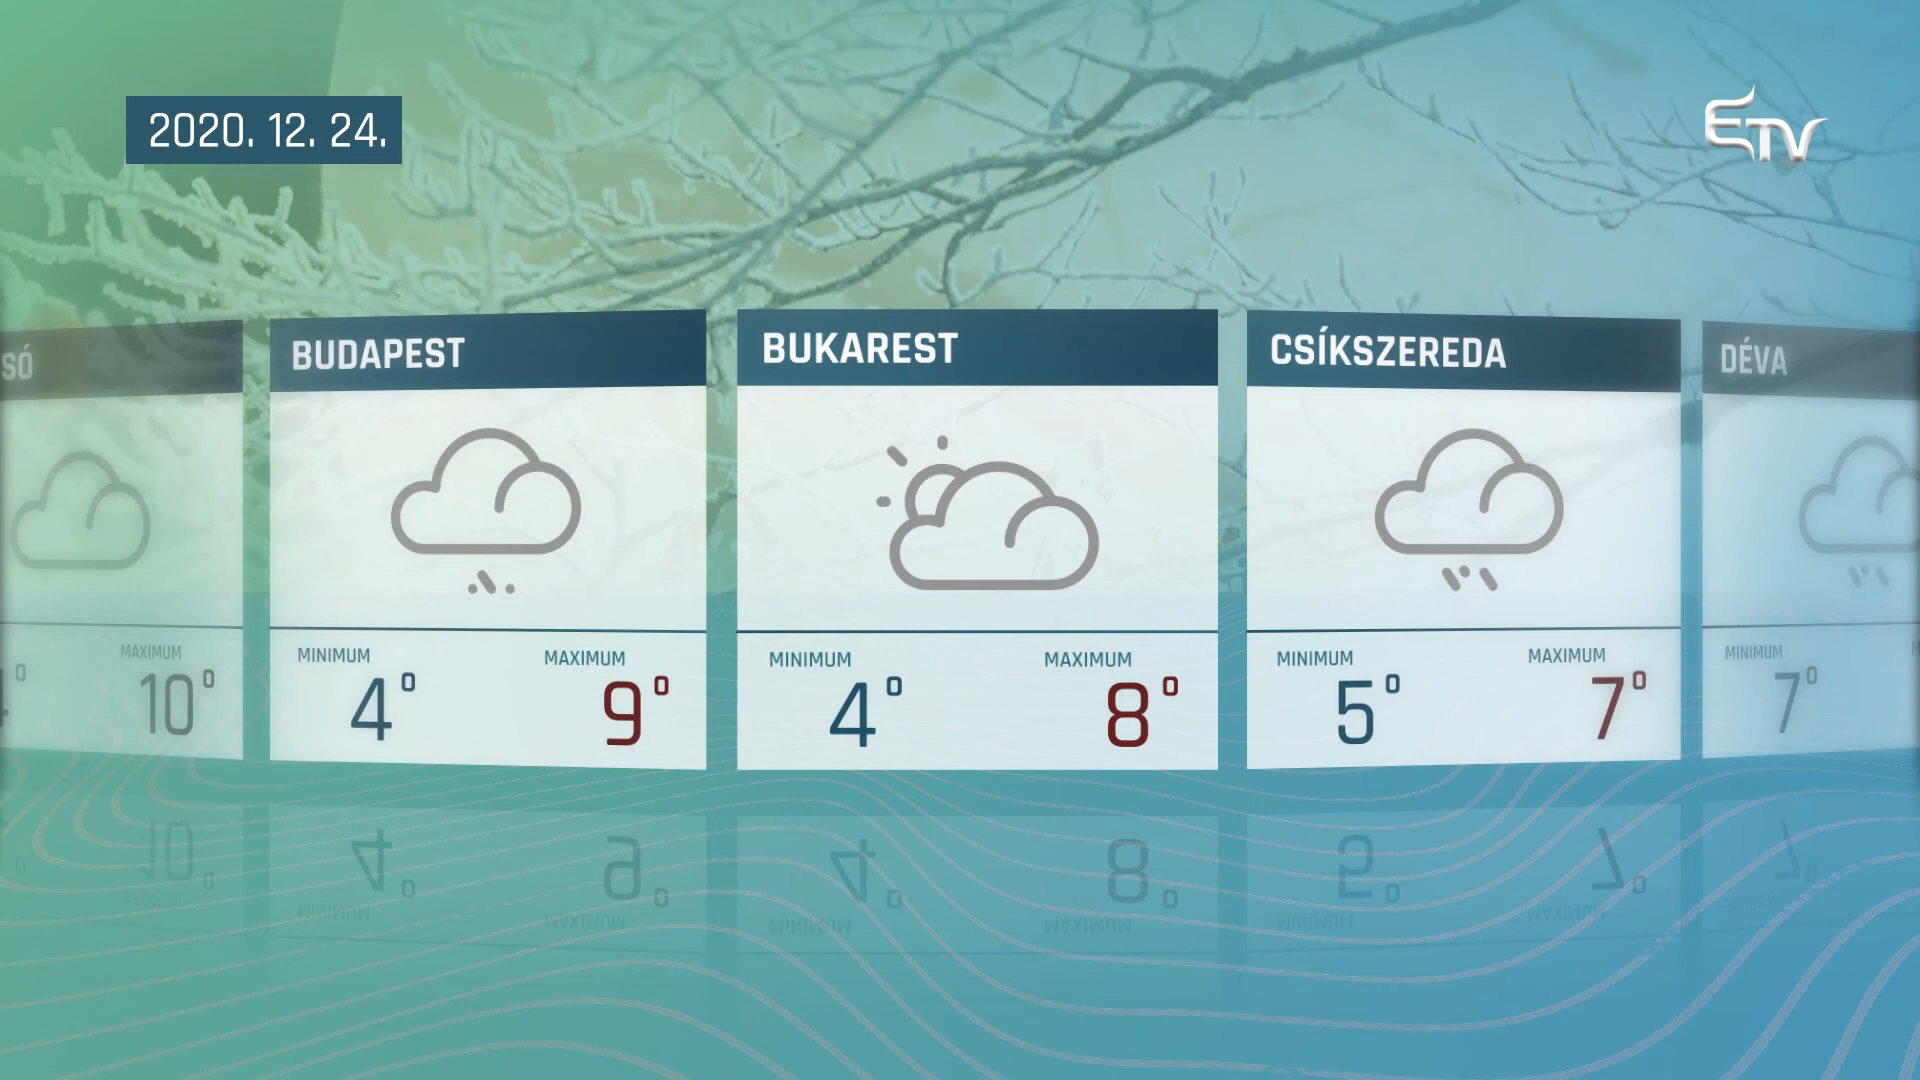 2020. 12. 24.
ETV
SÓ
MAXIMUM
10°
BUDAPEST
MINIMUM
4°
MAXIMUM
9°
BUKAREST
MINIMUM
4°
MAXIMUM
8°
CSÍKSZEREDA
MINIMUM
5°
MAXIMUM
7°
DÉVA
MINIMUM
7°